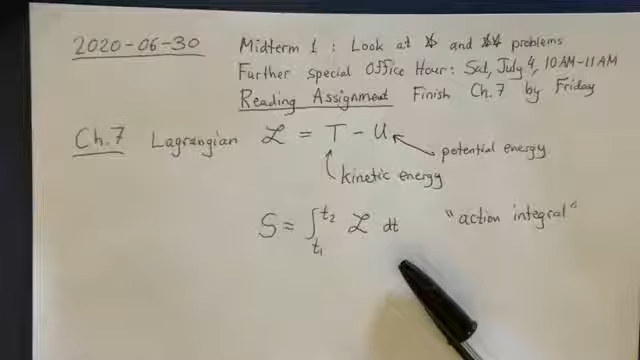 2020-06-30 Midterm 1 : Look at ☆ and ☆☆ problems
Further special Office Hour: Sat, July 4, 10AM-11AM
Reading Assignment Finish Ch.7 by Friday
Ch.7 Lagrangian ℒ = T - U
potential energy
kinetic energy
S = ∫_{t₁}^{t₂} ℒ dt "action integral"